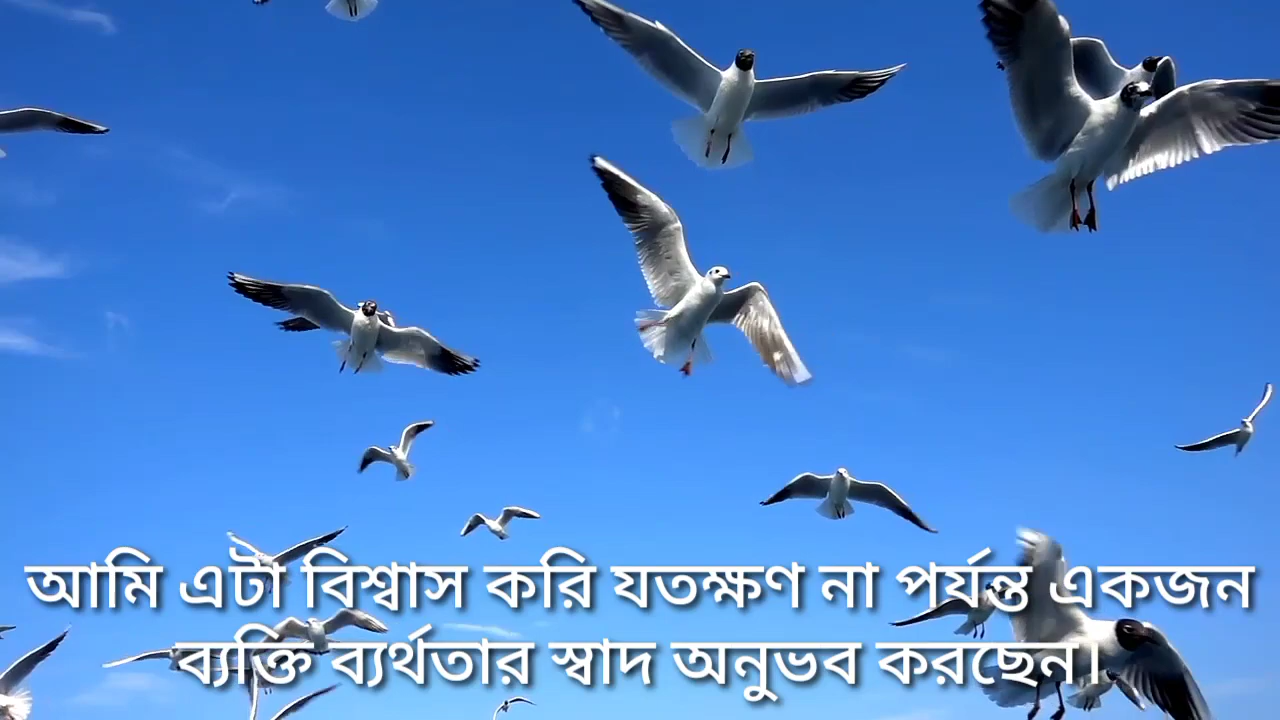 আমি এটা বিশ্বাস করি যতক্ষণ না পর্যন্ত একজন
ব্যক্তি ব্যর্থতার স্বাদ অনুভব করছেন।